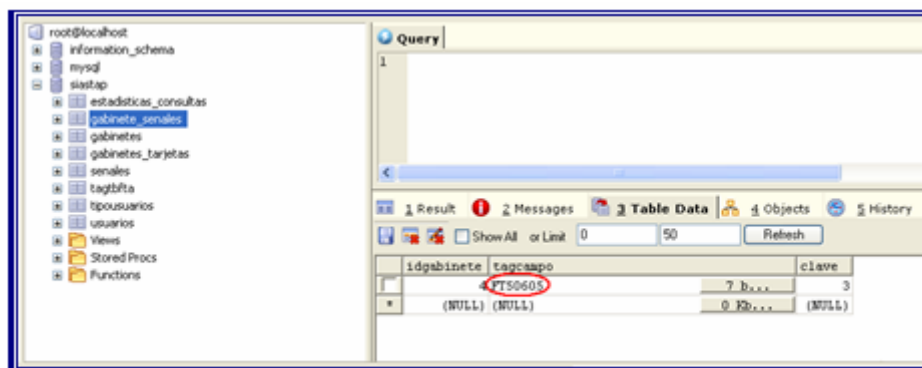 root@localhost
information_schema
mysql
siastap
estadisticas_consultas
gabinete_senales
gabinetes
gabinetes_tarjetas
senales
tagtbfta
tipousuarios
usuarios
Views
Stored Procs
Functions
Query
1
1 Result 2 Messages 3 Table Data 4 Objects 5 History
Show All or Limit 0 50 Refresh
idgabinete tagcampo clave
4 FTS0605 7 b... 3
* (NULL) (NULL) 0 Kb... (NULL)